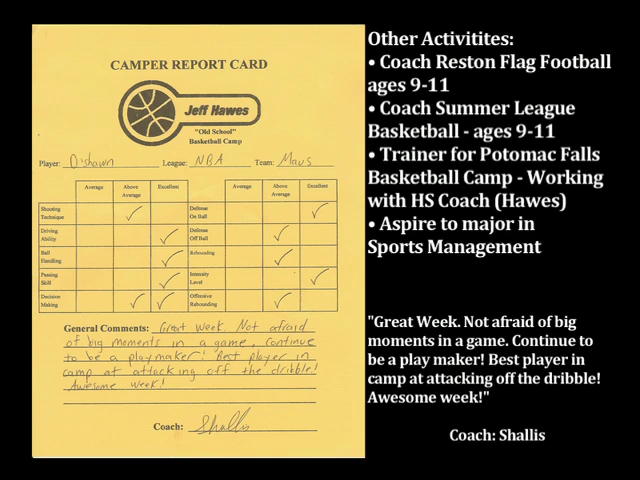 CAMPER REPORT CARD
Jeff Hawes
"Old School"
Basketball Camp
Player: D'shawn League: NBA Team: Mavs
Average Above Average Excellent Average Above Average Excellent
Shooting Technique Defense On Ball
Driving Ability Defense Off Ball
Ball Handling Rebounding
Passing Skill Intensity Level
Decision Making Offensive Rebounding
General Comments: Great Week. Not afraid
of big moments in a game. Continue
to be a playmaker! Best player in
camp at attacking off the dribble!
Awesome week!
Coach: Shallis
Other Activitites:
• Coach Reston Flag Football
ages 9-11
• Coach Summer League
Basketball - ages 9-11
• Trainer for Potomac Falls
Basketball Camp - Working
with HS Coach (Hawes)
• Aspire to major in
Sports Management
"Great Week. Not afraid of big
moments in a game. Continue to
be a play maker! Best player in
camp at attacking off the dribble!
Awesome week!"
Coach: Shallis